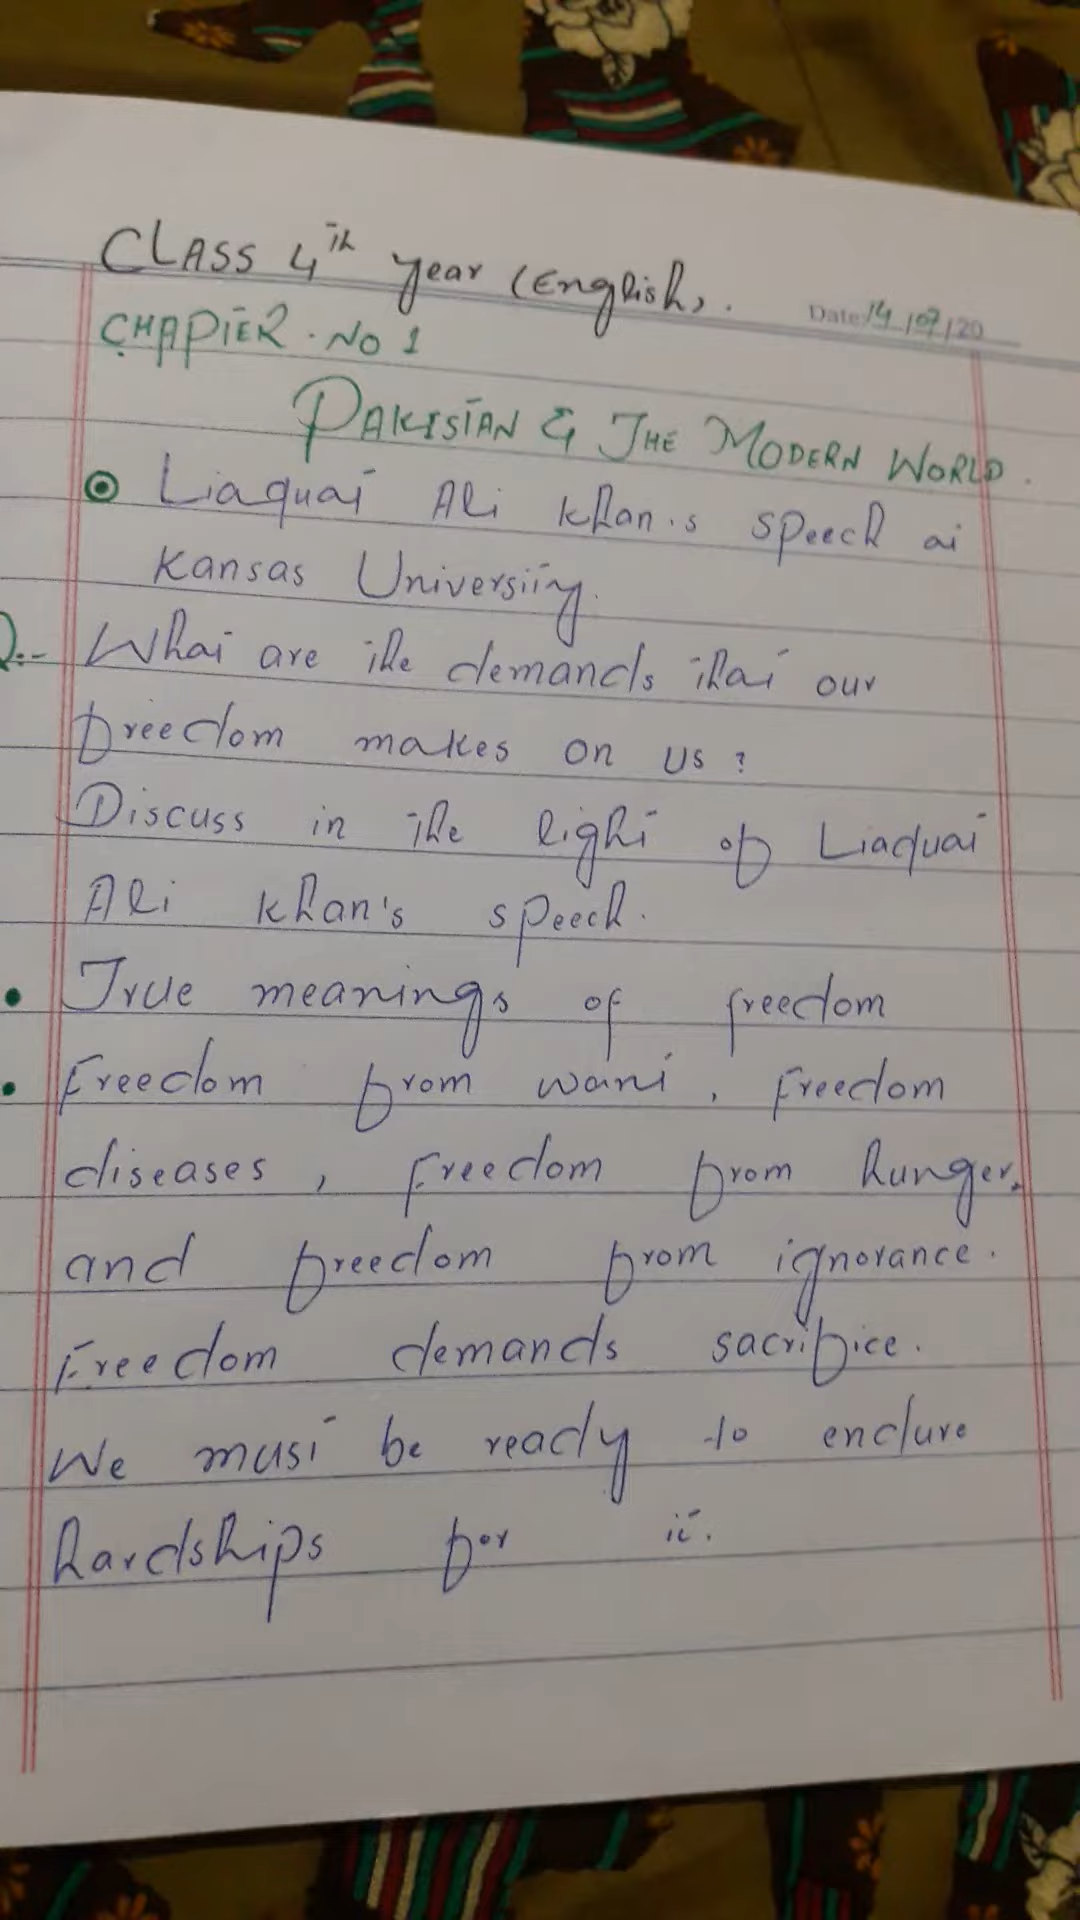 CLASS 4th year (English).
Date 14/07/20
CHAPTER.No 1
PAKISTAN & THE MODERN WORLD.
Liaquat Ali Khan's speech at
Kansas University.
Q.- What are the demands that our
freedom makes on us?
Discuss in the light of Liaquat
Ali Khan's speech.
• True meanings of freedom
• Freedom from want, Freedom
diseases, Freedom from hunger,
and freedom from ignorance.
Freedom demands sacrifice.
We must be ready to endure
hardships for it.